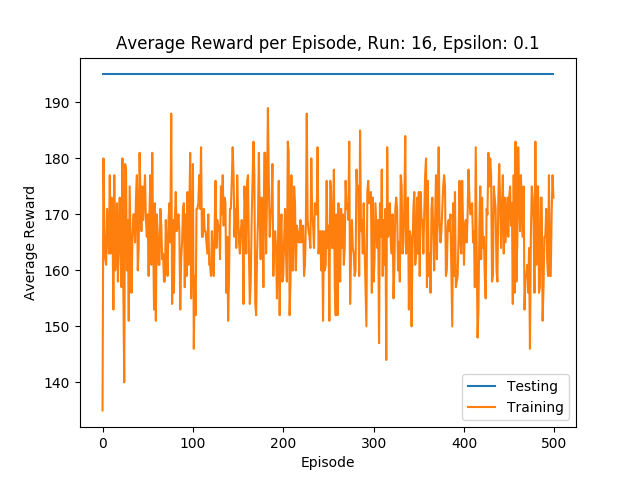 Average Reward per Episode, Run: 16, Epsilon: 0.1
Average Reward
190
180
170
160
150
140
0
100
200
300
400
500
Episode
Testing
Training